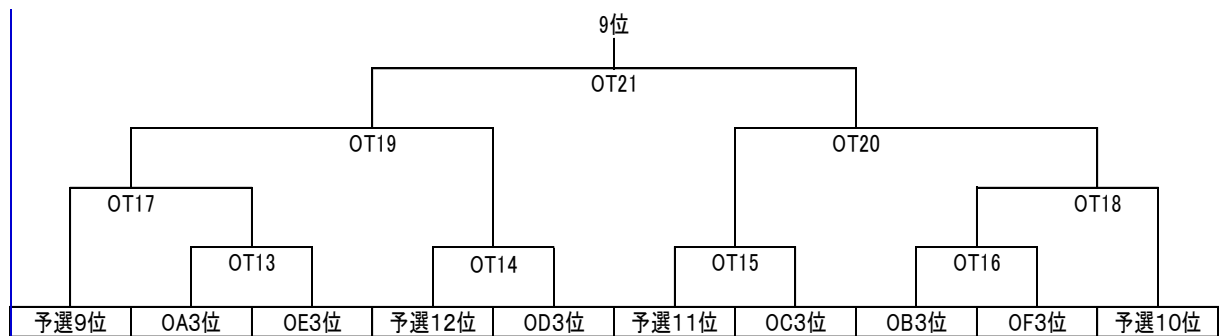 9位
OT21
OT19 OT20
OT17 OT18
OT13 OT14 OT15 OT16
予選9位 OA3位 OE3位 予選12位 OD3位 予選11位 OC3位 OB3位 OF3位 予選10位